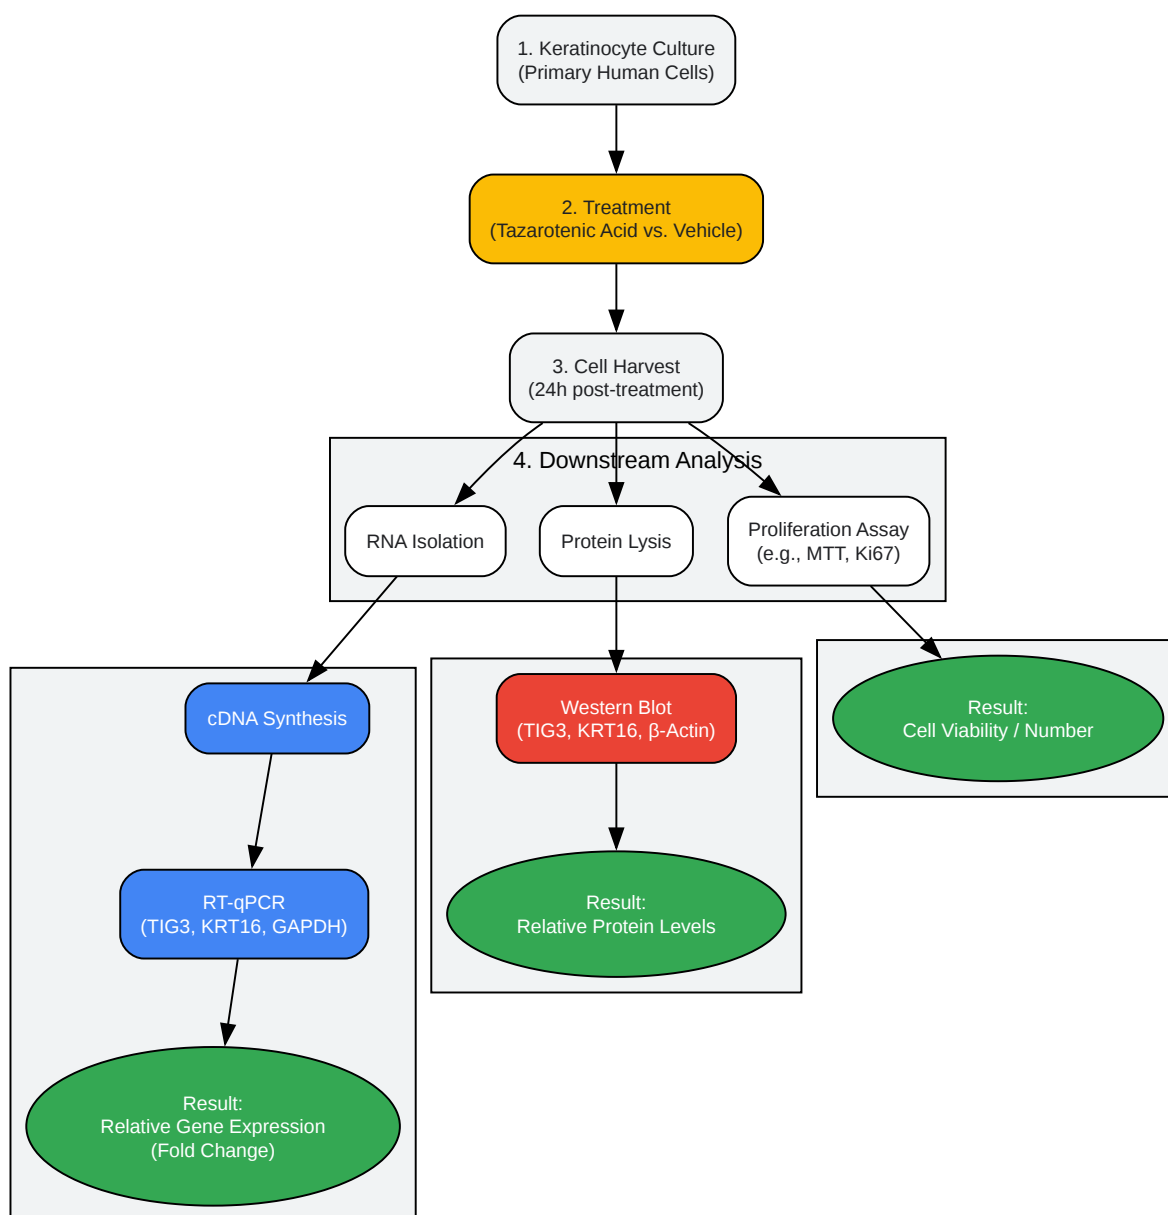 1. Keratinocyte Culture
(Primary Human Cells)
2. Treatment
(Tazarotenic Acid vs. Vehicle)
3. Cell Harvest
(24h post-treatment)
4. Downstream Analysis
RNA Isolation
Protein Lysis
Proliferation Assay
(e.g., MTT, Ki67)
cDNA Synthesis
Western Blot
(TIG3, KRT16, β-Actin)
Result:
Cell Viability / Number
RT-qPCR
(TIG3, KRT16, GAPDH)
Result:
Relative Protein Levels
Result:
Relative Gene Expression
(Fold Change)